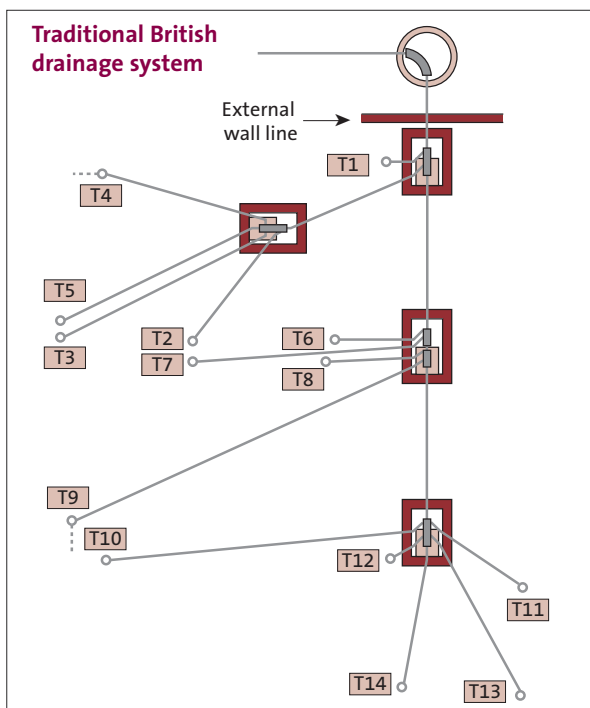 Traditional British
drainage system
External
wall line
T1
T4
T5
T3
T2
T7
T6
T8
T9
T10
T12
T11
T14
T13